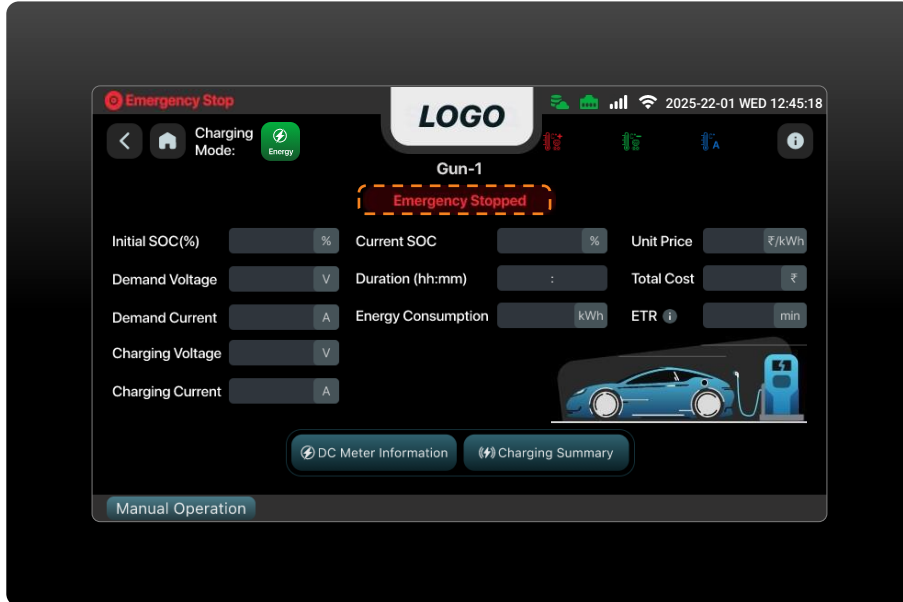 Emergency Stop
LOGO
2025-22-01 WED 12:45:18
Charging
Mode:
Energy
A
Gun-1
Emergency Stopped
Initial SOC(%) %
Current SOC %
Unit Price ₹/kWh
Demand Voltage V
Duration (hh:mm) :
Total Cost ₹
Demand Current A
Energy Consumption kWh
ETR i min
Charging Voltage V
Charging Current A
DC Meter Information
Charging Summary
Manual Operation